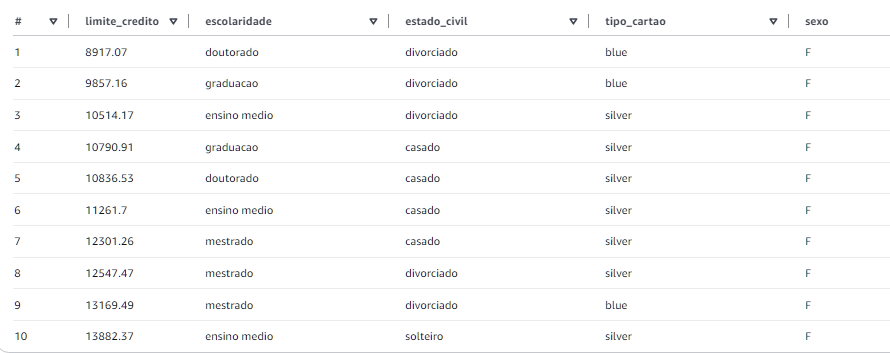 # limite_credito escolaridade estado_civil tipo_cartao sexo
1 8917.07 doutorado divorciado blue F
2 9857.16 graduacao divorciado blue F
3 10514.17 ensino medio divorciado silver F
4 10790.91 graduacao casado silver F
5 10836.53 doutorado casado silver F
6 11261.7 ensino medio casado silver F
7 12301.26 mestrado casado silver F
8 12547.47 mestrado divorciado silver F
9 13169.49 mestrado divorciado blue F
10 13882.37 ensino medio solteiro silver F